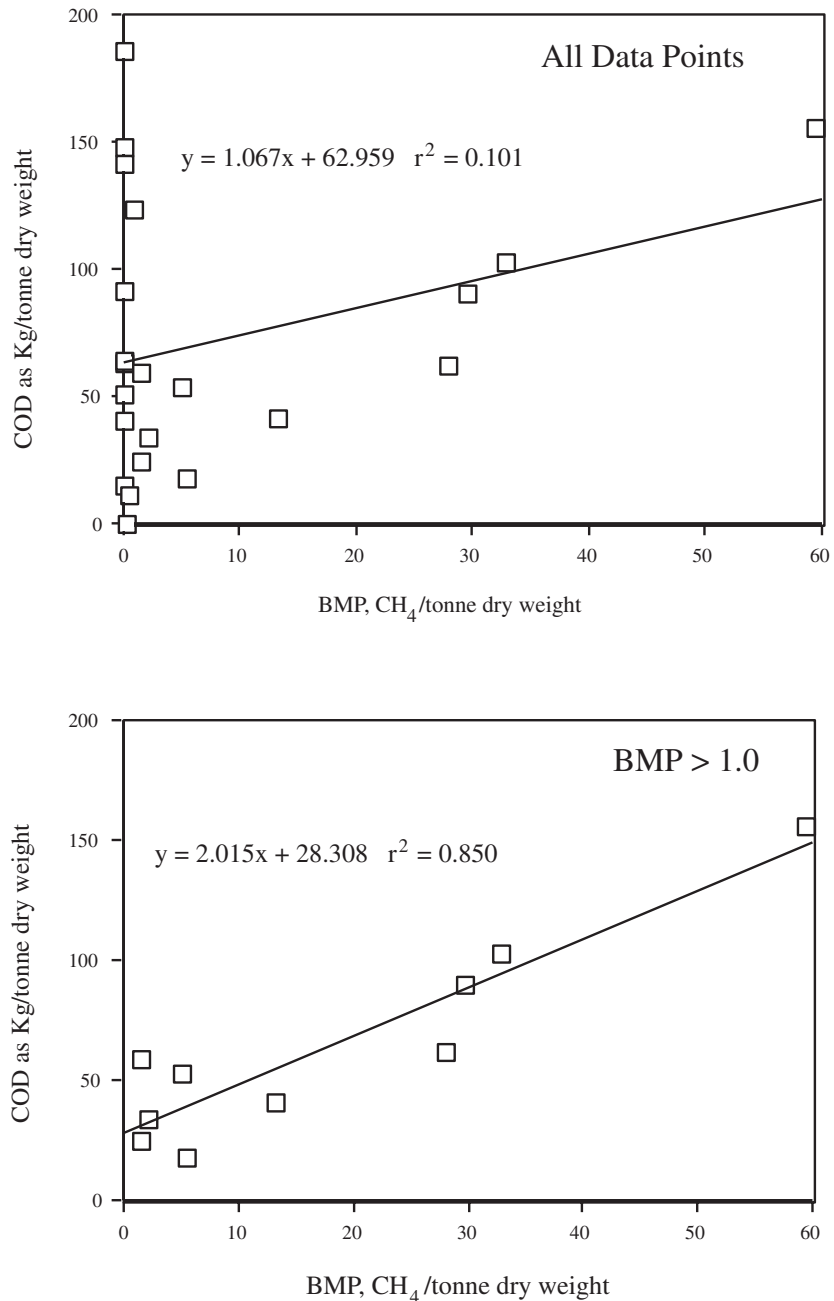 All Data Points
y = 1.067x + 62.959 r² = 0.101
COD as Kg/tonne dry weight
200
150
100
50
0
0 10 20 30 40 50 60
BMP, CH₄/tonne dry weight
BMP > 1.0
y = 2.015x + 28.308 r² = 0.850
COD as Kg/tonne dry weight
200
150
100
50
0
0 10 20 30 40 50 60
BMP, CH₄/tonne dry weight